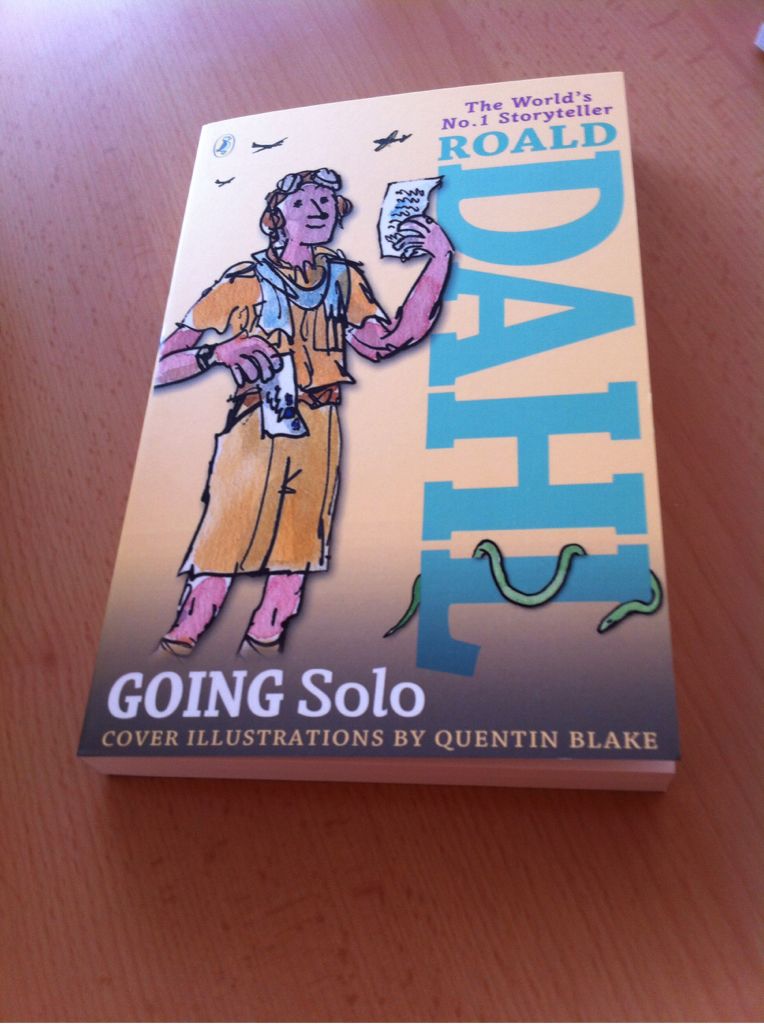 The World's
No.1 Storyteller
ROALD
DAHL
GOING Solo
COVER ILLUSTRATIONS BY QUENTIN BLAKE